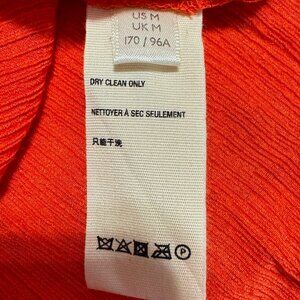 US M
UK M
170 / 96A
DRY CLEAN ONLY
NETTOYER À SEC SEULEMENT
只能干洗
P